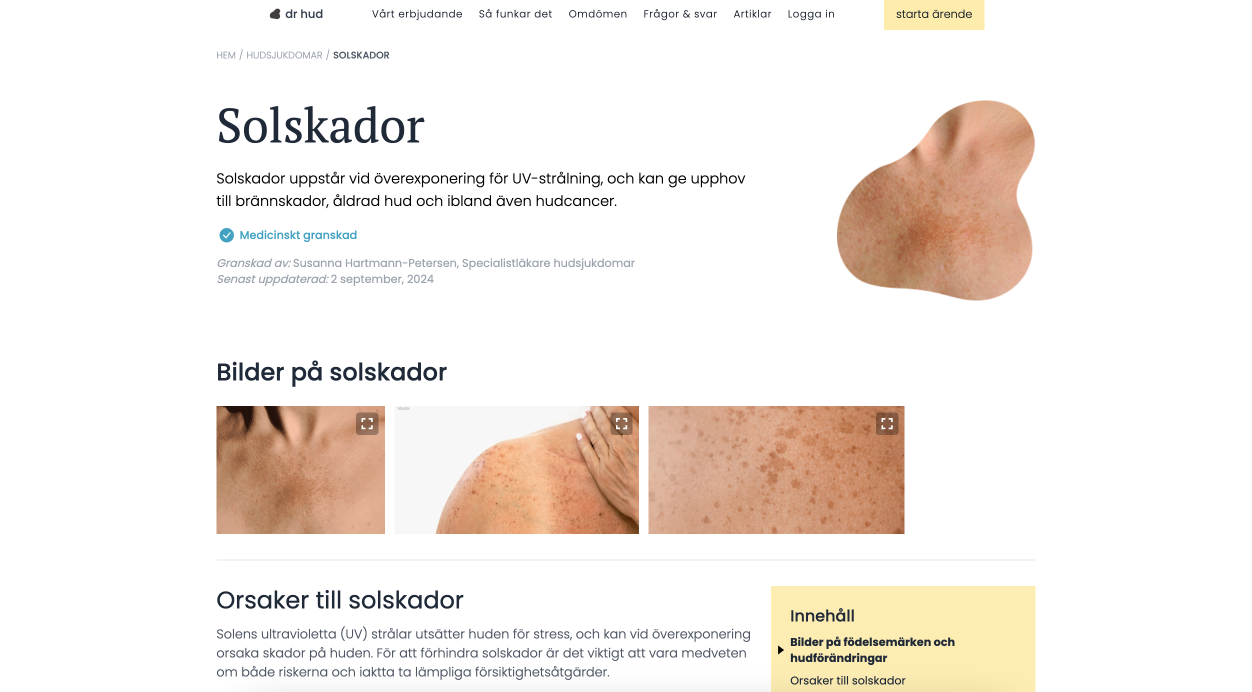 dr hud
Vårt erbjudande
Så funkar det
Omdömen
Frågor & svar
Artiklar
Logga in
starta ärende
HEM / HUDSJUKDOMAR / SOLSKADOR
Solskador
Solskador uppstår vid överexponering för UV-strålning, och kan ge upphov
till brännskador, åldrad hud och ibland även hudcancer.
Medicinskt granskad
Granskad av: Susanna Hartmann-Petersen, Specialistläkare hudsjukdomar
Senast uppdaterad: 2 september, 2024
Bilder på solskador
Orsaker till solskador
Solens ultravioletta (UV) strålar utsätter huden för stress, och kan vid överexponering
orsaka skador på huden. För att förhindra solskador är det viktigt att vara medveten
om både riskerna och iaktta ta lämpliga försiktighetsåtgärder.
Innehåll
Bilder på födelsemärken och
hudförändringar
Orsaker till solskador